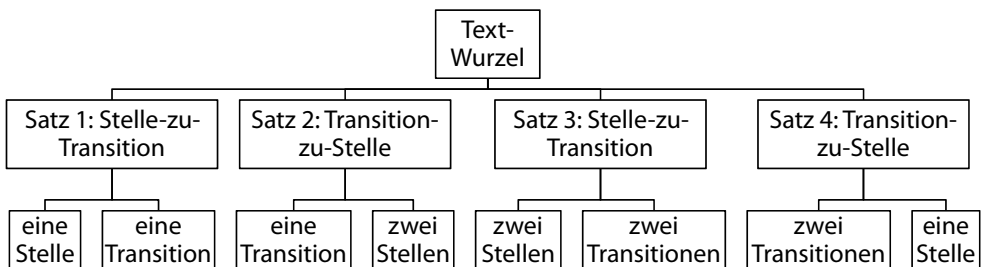 Text-
Wurzel
Satz 1: Stelle-zu-
Transition
Satz 2: Transition-
zu-Stelle
Satz 3: Stelle-zu-
Transition
Satz 4: Transition-
zu-Stelle
eine
Stelle
eine
Transition
eine
Transition
zwei
Stellen
zwei
Stellen
zwei
Transitionen
zwei
Transitionen
eine
Stelle